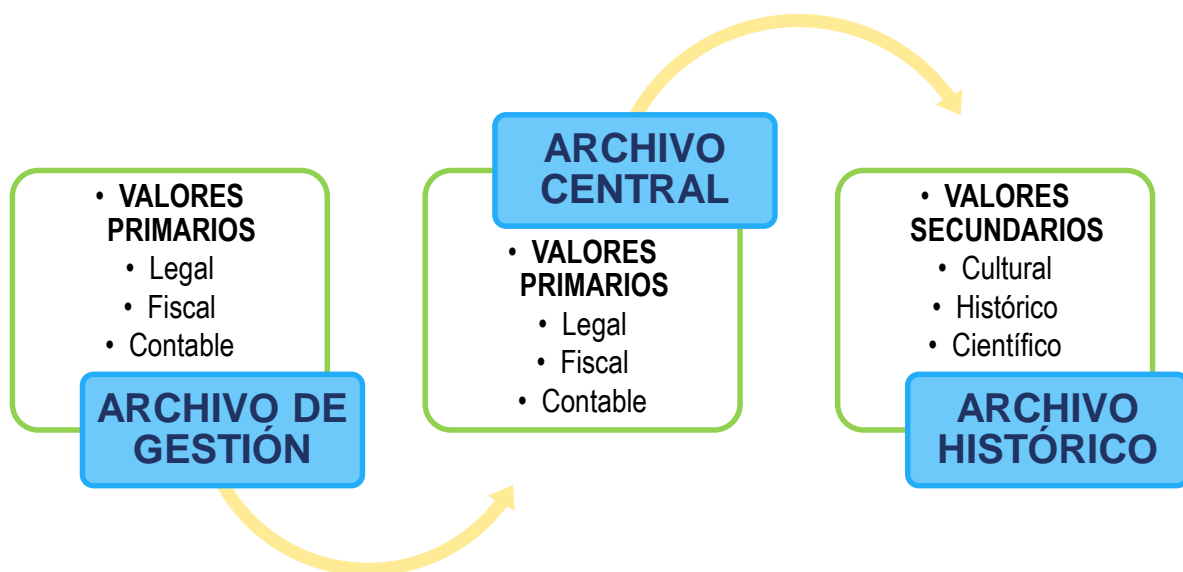 • VALORES
PRIMARIOS
• Legal
• Fiscal
• Contable
ARCHIVO DE
GESTIÓN
ARCHIVO
CENTRAL
• VALORES
PRIMARIOS
• Legal
• Fiscal
• Contable
• VALORES
SECUNDARIOS
• Cultural
• Histórico
• Científico
ARCHIVO
HISTÓRICO